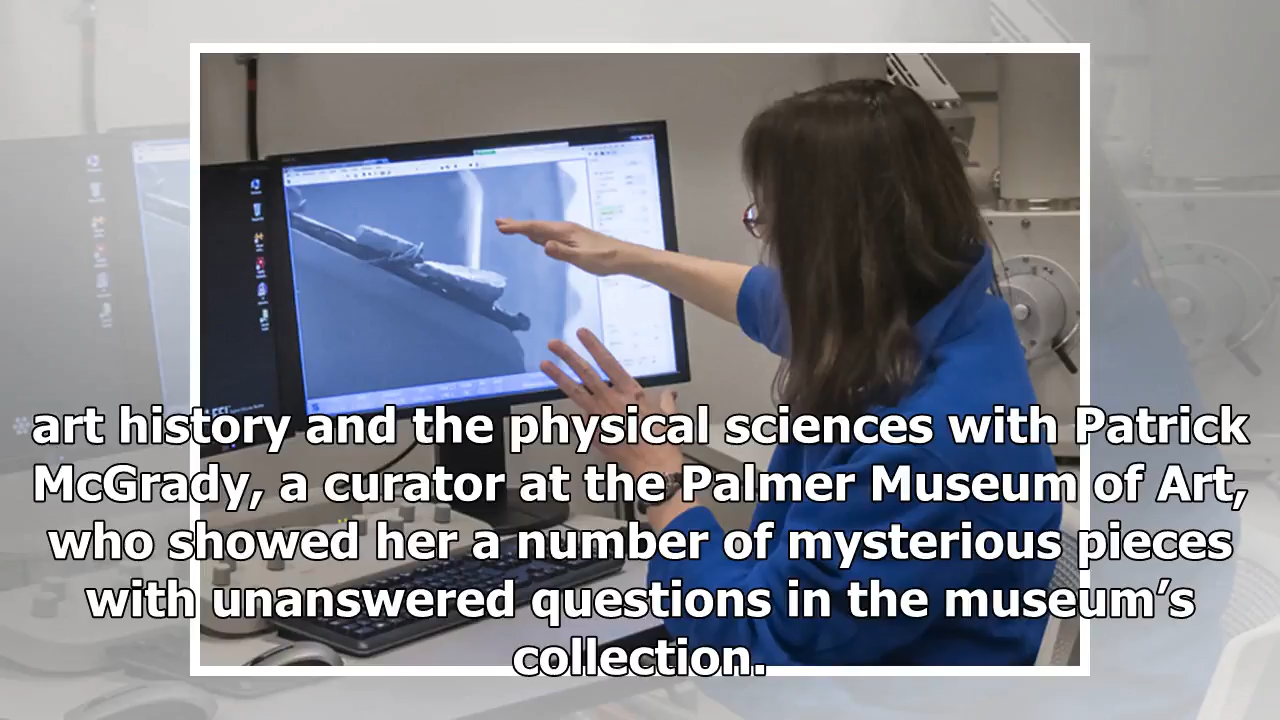 art history and the physical sciences with Patrick
McGrady, a curator at the Palmer Museum of Art,
who showed her a number of mysterious pieces
with unanswered questions in the museum's
collection.